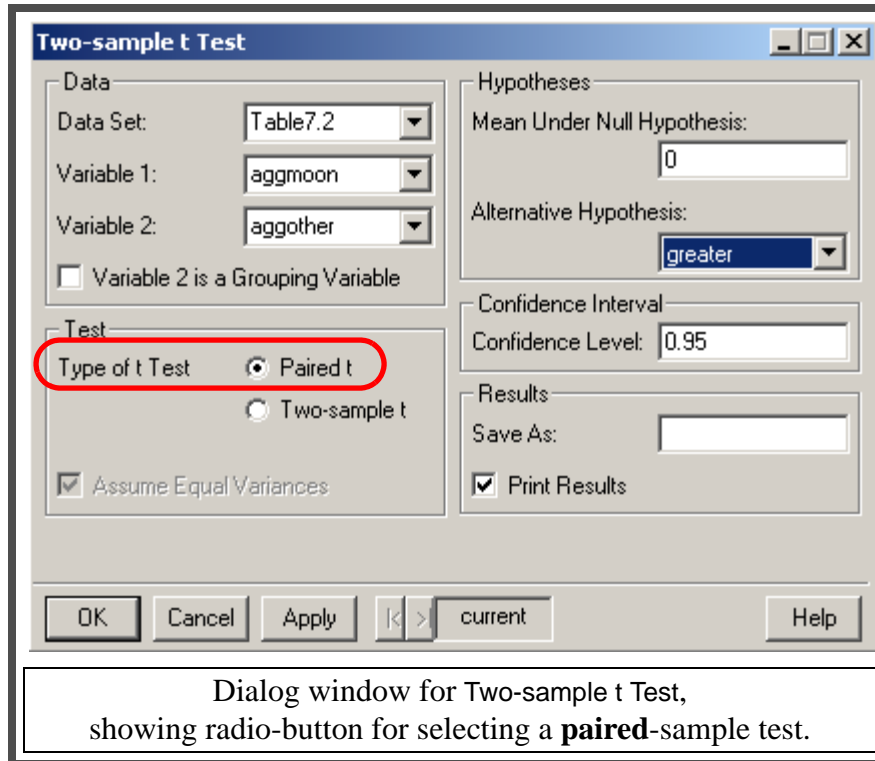 Two-sample t Test
Data
Data Set: Table7.2
Variable 1: aggmoon
Variable 2: aggother
Variable 2 is a Grouping Variable
Test
Type of t Test Paired t
Two-sample t
Assume Equal Variances
Hypotheses
Mean Under Null Hypothesis:
0
Alternative Hypothesis:
greater
Confidence Interval
Confidence Level: 0.95
Results
Save As:
Print Results
OK Cancel Apply current Help
Dialog window for Two-sample t Test,
showing radio-button for selecting a paired-sample test.